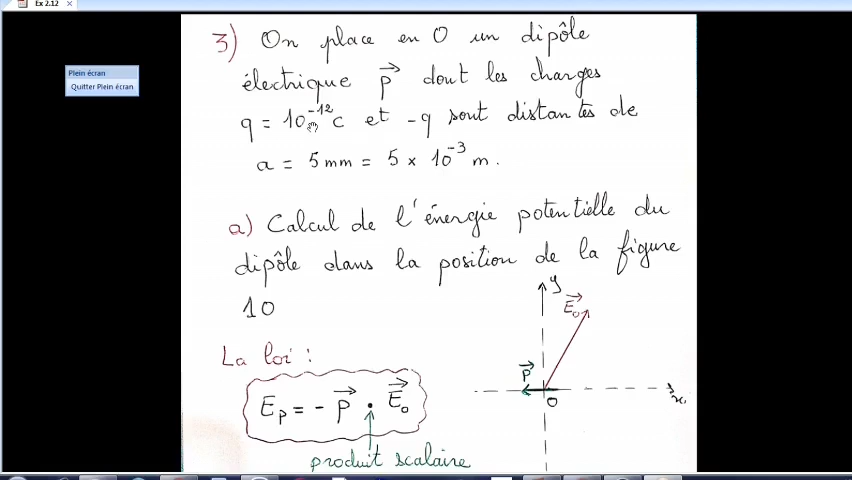 Ex 2.12
Plein écran
Quitter Plein écran
3) On place en O un dipôle
électrique p⃗ dont les charges
q = 10⁻¹² c et -q sont distantes de
a = 5 mm = 5 × 10⁻³ m.
a) Calcul de l'énergie potentielle du
dipôle dans la position de la figure
10
La loi :
Eₚ = - p⃗ . E⃗₀
produit scalaire
y
E⃗₀
p⃗
O
x